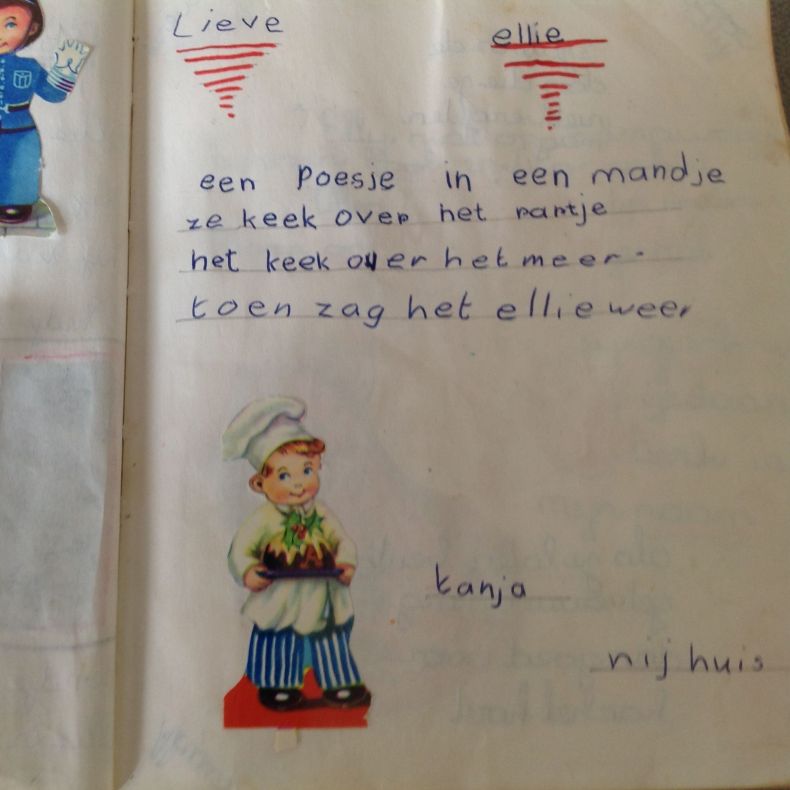 Lieve ellie
een Poesje in een mandje
ze keek over het rantje
het keek over het meer.
toen zag het ellie weer
tanja
nijhuis